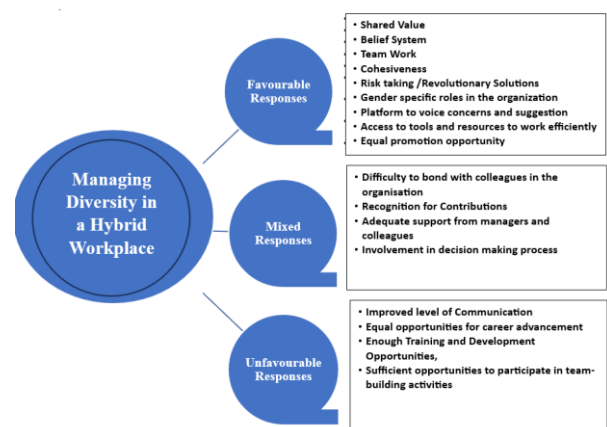 Managing
Diversity in
a Hybrid
Workplace
Favourable
Responses
• Shared Value
• Belief System
• Team Work
• Cohesiveness
• Risk taking /Revolutionary Solutions
• Gender specific roles in the organization
• Platform to voice concerns and suggestion
• Access to tools and resources to work efficiently
• Equal promotion opportunity
Mixed
Responses
• Difficulty to bond with colleagues in the
organisation
• Recognition for Contributions
• Adequate support from managers and
colleagues
• Involvement in decision making process
Unfavourable
Responses
• Improved level of Communication
• Equal opportunities for career advancement
• Enough Training and Development
Opportunities,
• Sufficient opportunities to participate in team-
building activities